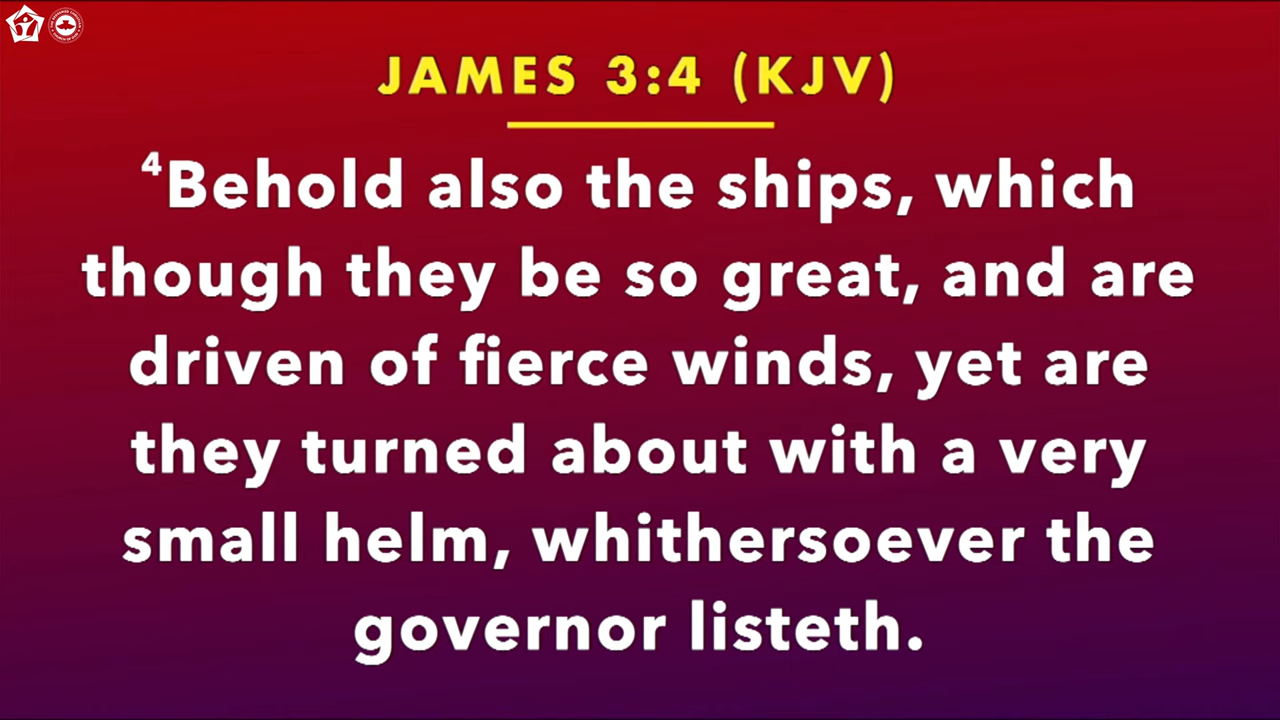 JAMES 3:4 (KJV)
⁴Behold also the ships, which
though they be so great, and are
driven of fierce winds, yet are
they turned about with a very
small helm, whithersoever the
governor listeth.